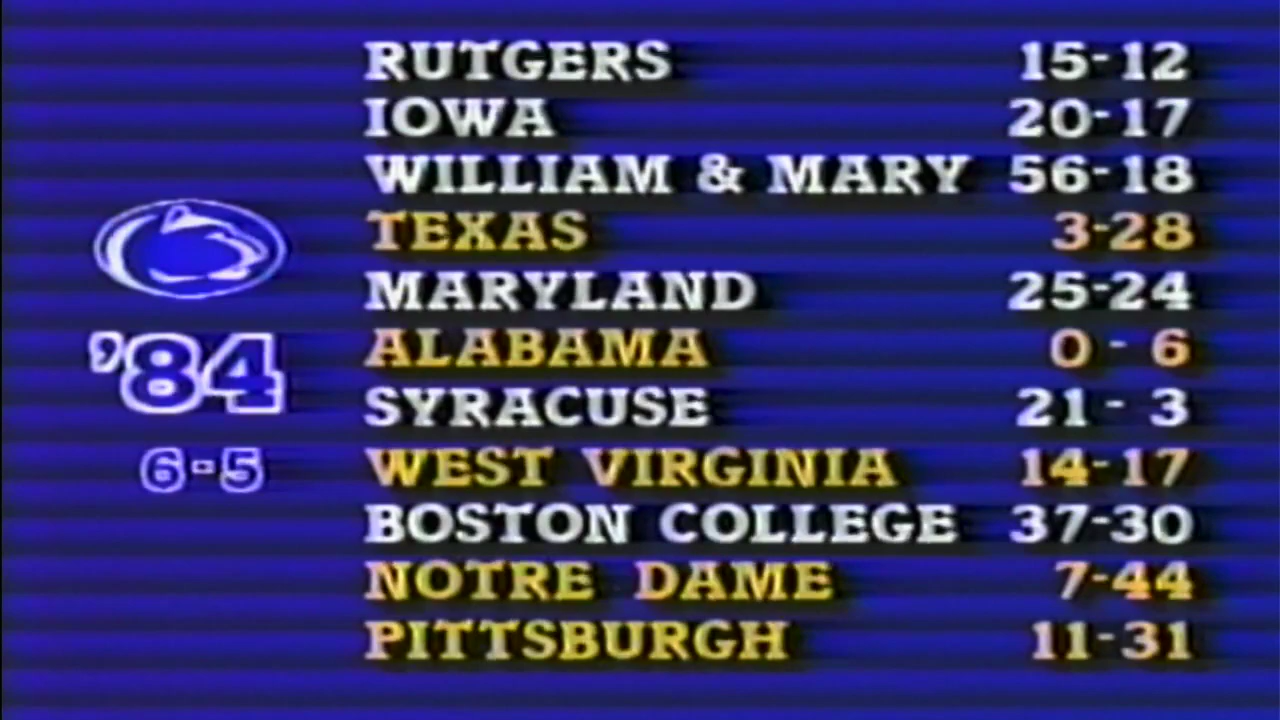 RUTGERS 15-12
IOWA 20-17
WILLIAM & MARY 56-18
TEXAS 3-28
MARYLAND 25-24
ALABAMA 0-6
SYRACUSE 21-3
WEST VIRGINIA 14-17
BOSTON COLLEGE 37-30
NOTRE DAME 7-44
PITTSBURGH 11-31
'84
6-5